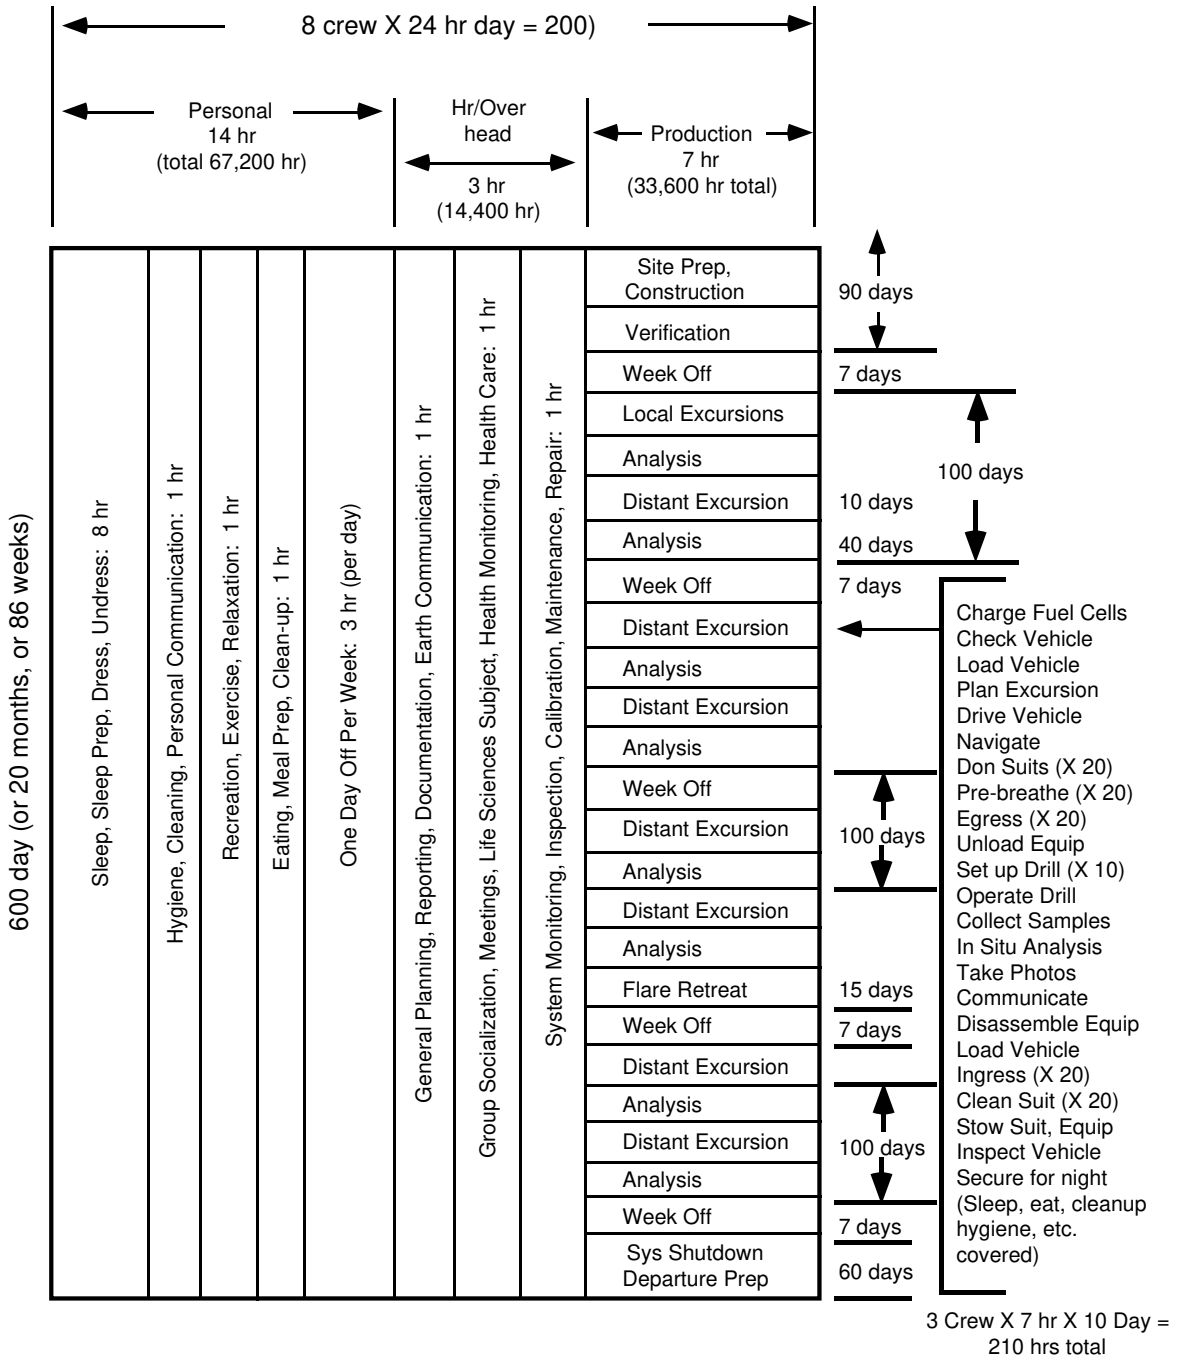 8 crew X 24 hr day = 200)
Personal
14 hr
(total 67,200 hr)
Hr/Over
head
3 hr
(14,400 hr)
Production
7 hr
(33,600 hr total)
600 day (or 20 months, or 86 weeks)
Sleep, Sleep Prep, Dress, Undress: 8 hr
Hygiene, Cleaning, Personal Communication: 1 hr
Recreation, Exercise, Relaxation: 1 hr
Eating, Meal Prep, Clean-up: 1 hr
One Day Off Per Week: 3 hr (per day)
General Planning, Reporting, Documentation, Earth Communication: 1 hr
Group Socialization, Meetings, Life Sciences Subject, Health Monitoring, Health Care: 1 hr
System Monitoring, Inspection, Calibration, Maintenance, Repair: 1 hr
Site Prep,
Construction
Verification
Week Off
Local Excursions
Analysis
Distant Excursion
Analysis
Week Off
Distant Excursion
Analysis
Distant Excursion
Analysis
Week Off
Distant Excursion
Analysis
Distant Excursion
Analysis
Flare Retreat
Week Off
Distant Excursion
Analysis
Distant Excursion
Analysis
Week Off
Sys Shutdown
Departure Prep
90 days
7 days
100 days
10 days
40 days
7 days
100 days
15 days
7 days
100 days
7 days
60 days
Charge Fuel Cells
Check Vehicle
Load Vehicle
Plan Excursion
Drive Vehicle
Navigate
Don Suits (X 20)
Pre-breathe (X 20)
Egress (X 20)
Unload Equip
Set up Drill (X 10)
Operate Drill
Collect Samples
In Situ Analysis
Take Photos
Communicate
Disassemble Equip
Load Vehicle
Ingress (X 20)
Clean Suit (X 20)
Stow Suit, Equip
Inspect Vehicle
Secure for night
(Sleep, eat, cleanup
hygiene, etc.
covered)
3 Crew X 7 hr X 10 Day =
210 hrs total